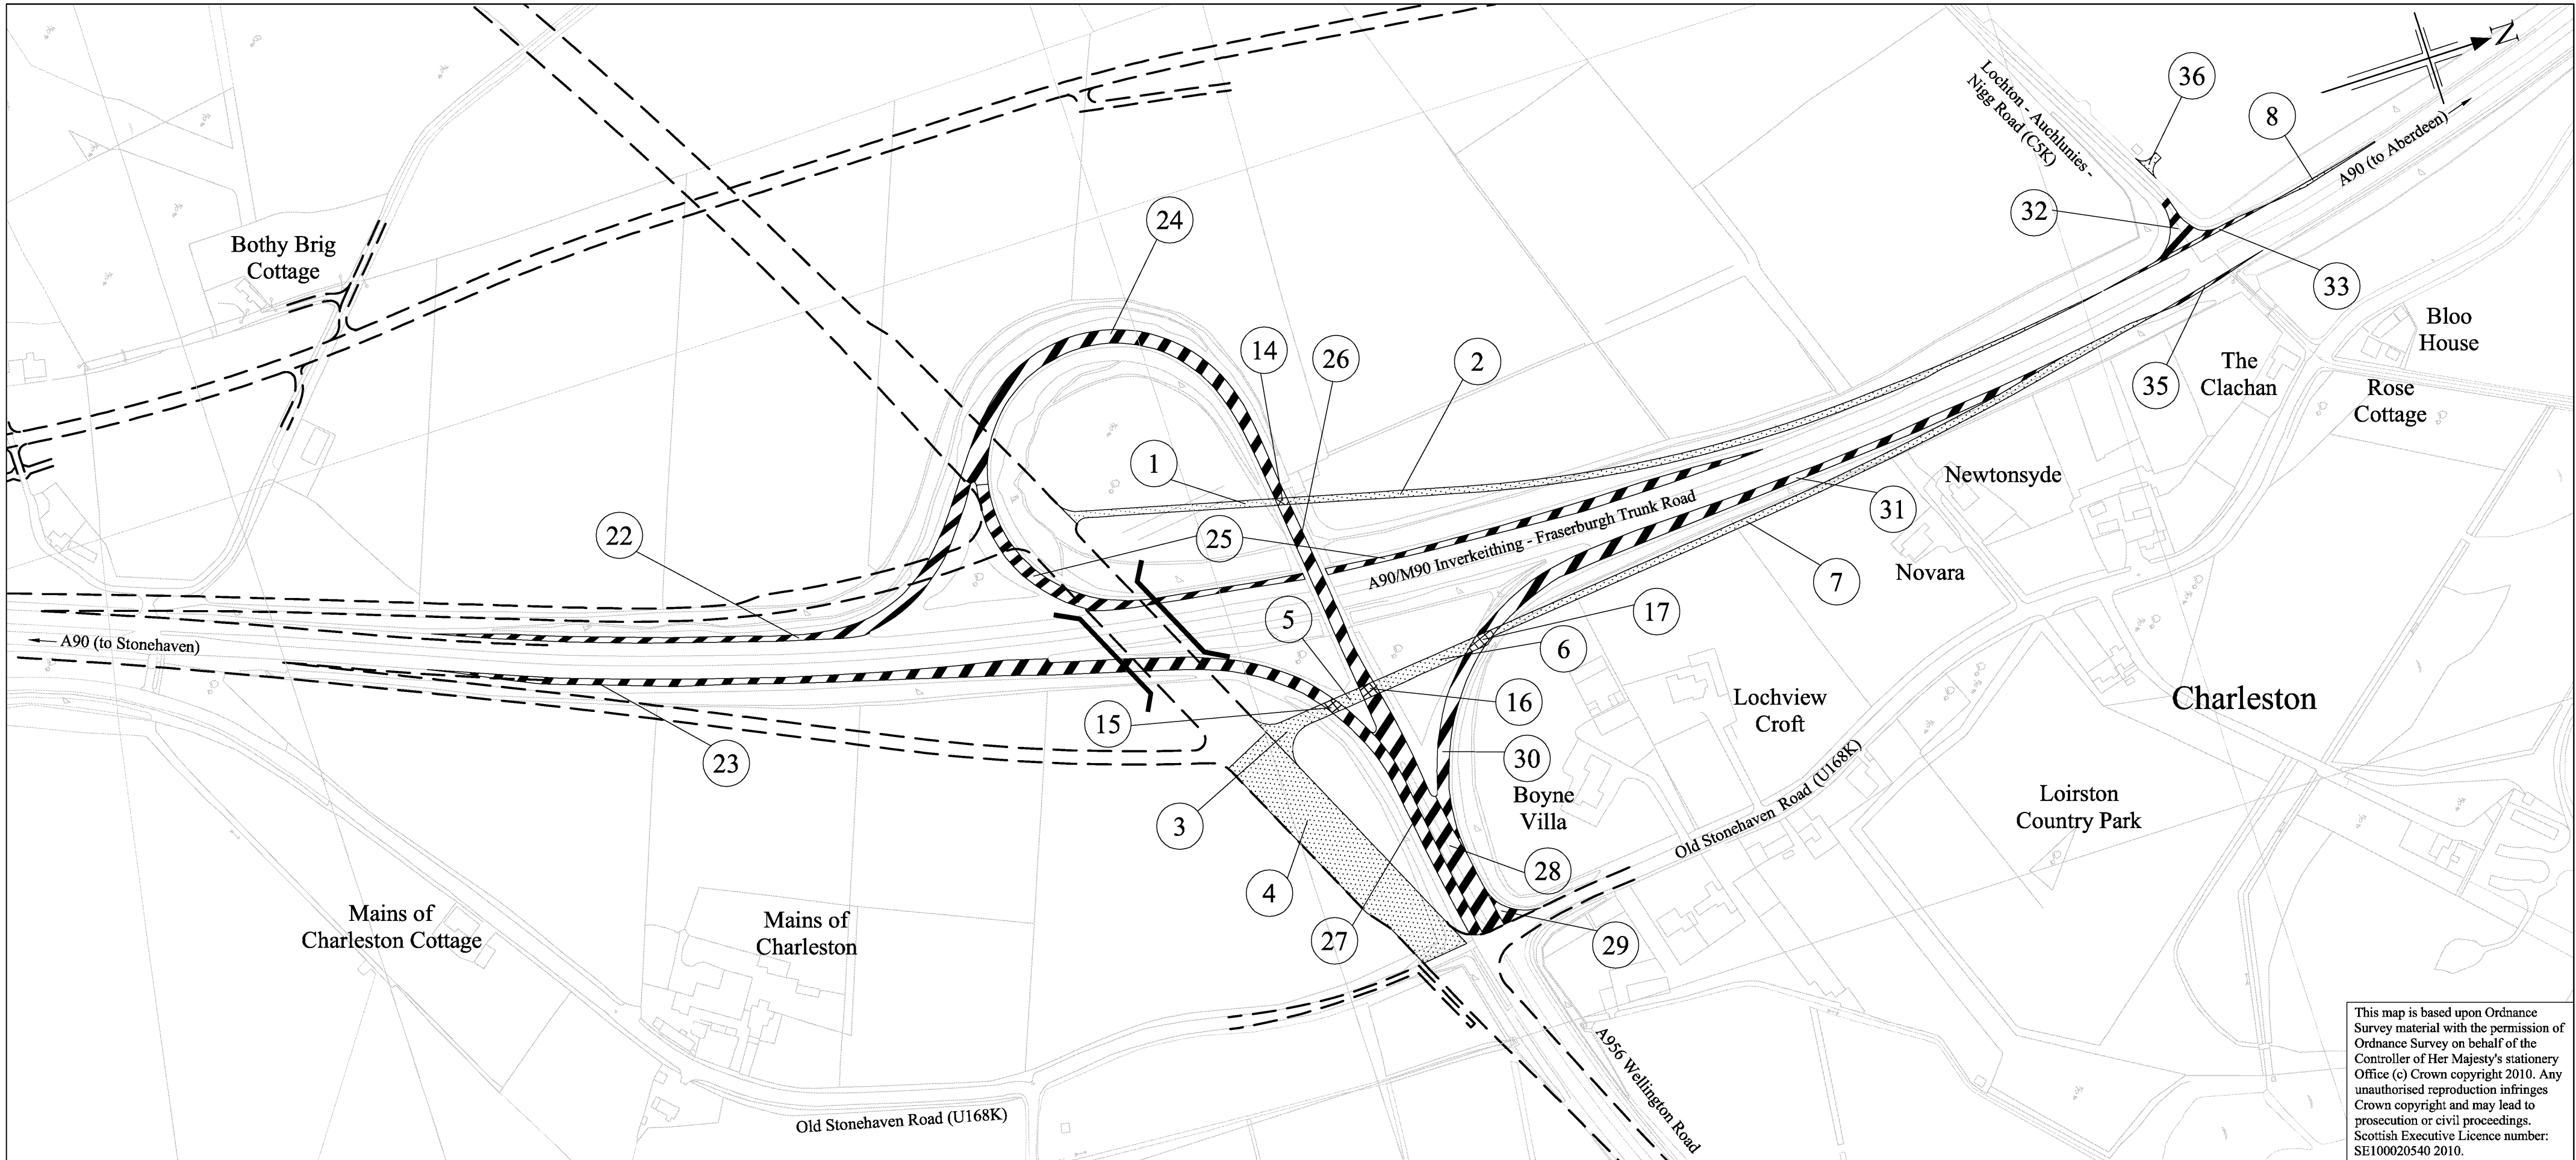 N
36
8
Lochton - Auchlunies -
Nigg Road (C5K)
A90 (to Aberdeen)
32
33
24
Bothy Brig
Cottage
14
26
2
Bloo
House
The
Clachan
35
Rose
Cottage
1
Newtonsyde
22
25
A90/M90 Inverkeithing - Fraserburgh Trunk Road
31
7
Novara
5
17
6
A90 (to Stonehaven)
16
15
Lochview
Croft
Charleston
23
30
Boyne
Villa
Old Stonehaven Road (U168K)
Loirston
Country Park
3
4
28
27
29
Mains of
Charleston Cottage
Mains of
Charleston
A956 Wellington Road
Old Stonehaven Road (U168K)
This map is based upon Ordnance
Survey material with the permission of
Ordnance Survey on behalf of the
Controller of Her Majesty's stationery
Office (c) Crown copyright 2010. Any
unauthorised reproduction infringes
Crown copyright and may lead to
prosecution or civil proceedings.
Scottish Executive Licence number:
SE100020540 2010.